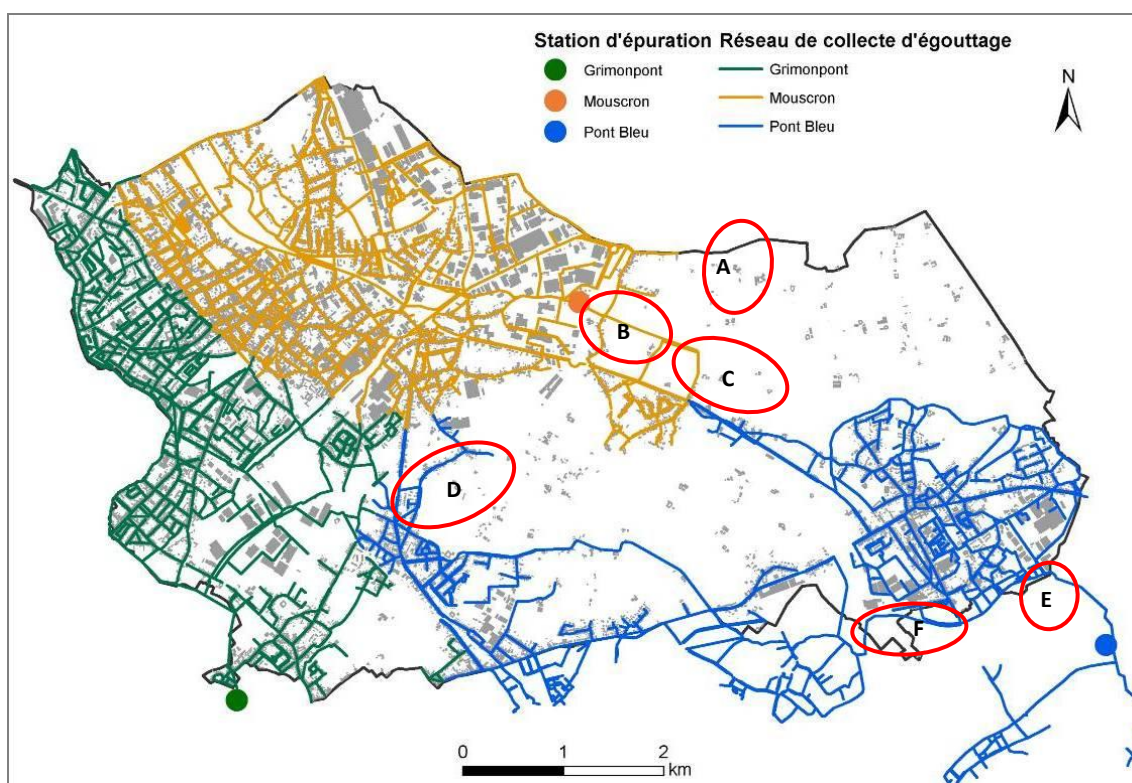 Station d'épuration Réseau de collecte d'égouttage
Grimonpont Grimonpont
Mouscron Mouscron
Pont Bleu Pont Bleu
N
A
B
C
D
E
F
0 1 2
km